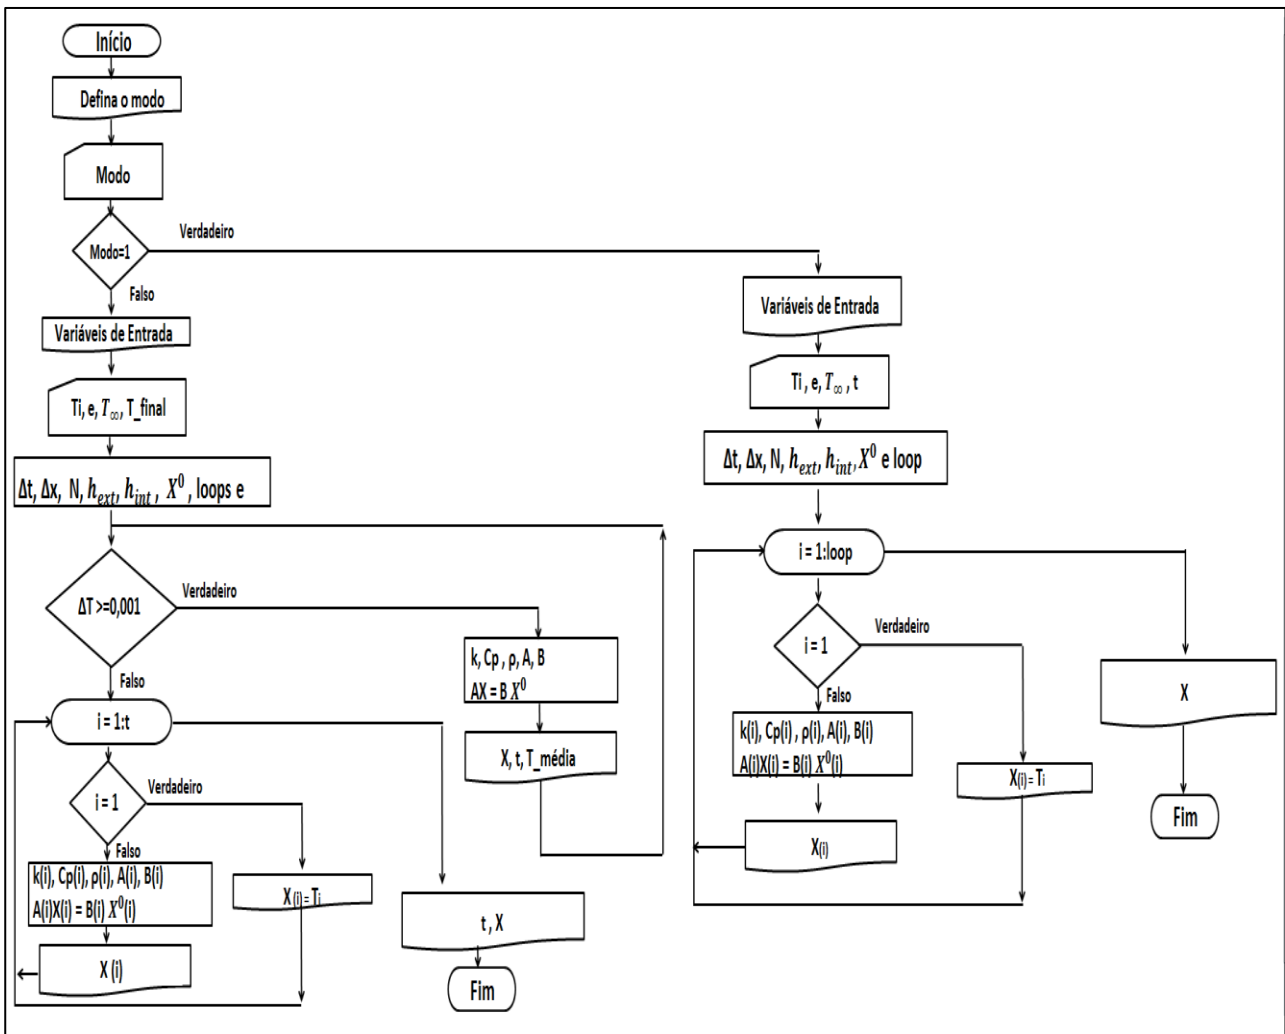 Início
Defina o modo
Modo
Modo=1
Verdadeiro
Falso
Variáveis de Entrada
Ti, e, T∞, T_final
Δt, Δx, N, h_ext, h_int, X⁰, loops e
ΔT >=0,001
Verdadeiro
k, Cp, ρ, A, B
AX = B X⁰
X, t, T_média
Falso
i = 1:t
i = 1
Verdadeiro
Falso
k(i), Cp(i), ρ(i), A(i), B(i)
A(i)X(i) = B(i) X⁰(i)
X (i)
X (i) = Ti
t , X
Fim
Variáveis de Entrada
Ti , e, T∞ , t
Δt, Δx, N, h_ext, h_int, X⁰ e loop
i = 1:loop
i = 1
Verdadeiro
Falso
k(i), Cp(i) , ρ(i), A(i), B(i)
A(i)X(i) = B(i) X⁰(i)
X(i)
X(i) = Ti
X
Fim